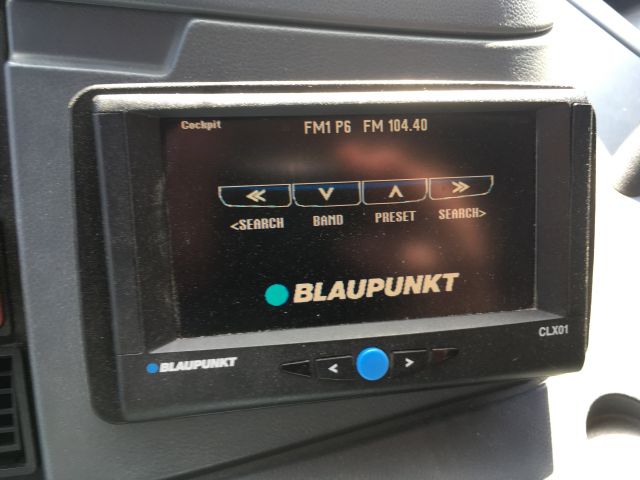 Cockpit FM1 P6 FM 104.40
<SEARCH BAND PRESET SEARCH>
BLAUPUNKT
CLX01
BLAUPUNKT